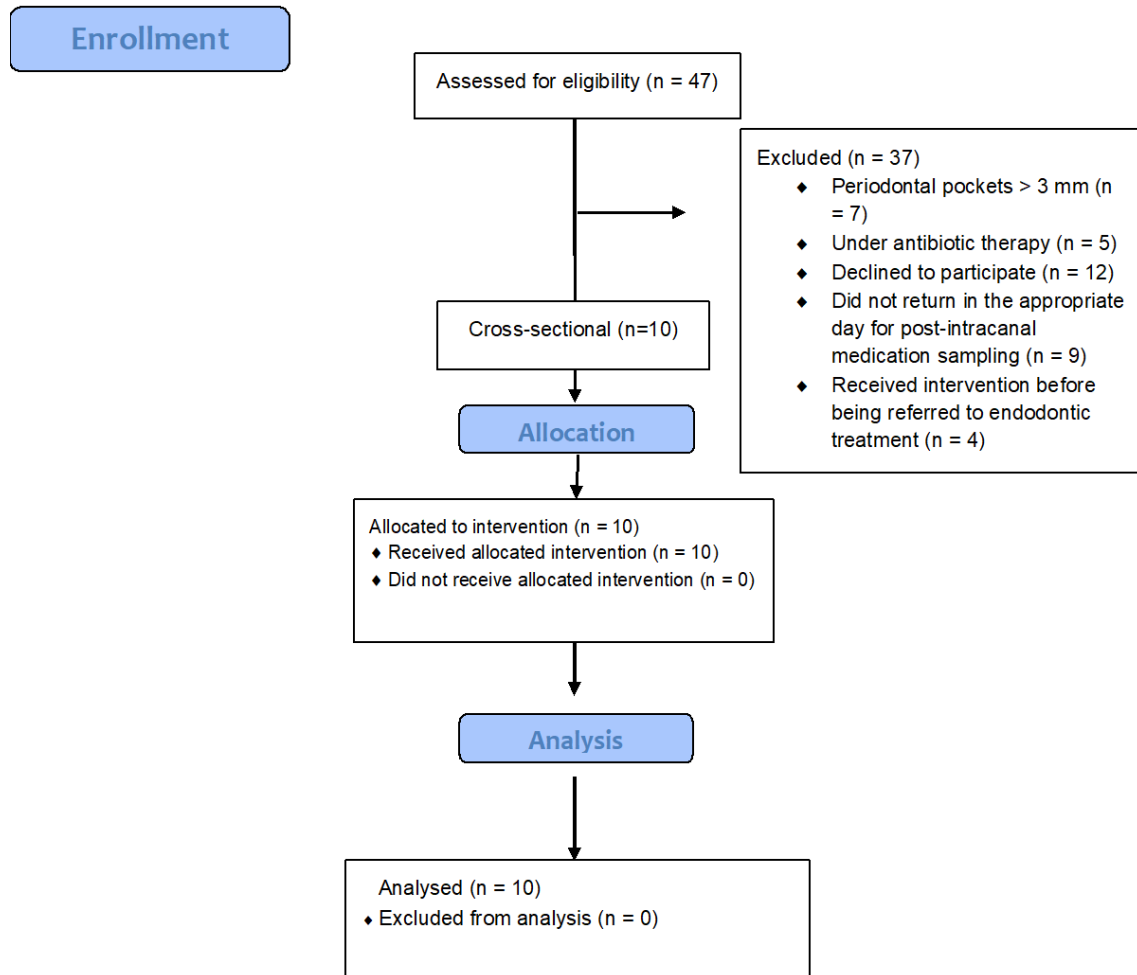 Enrollment
Assessed for eligibility (n = 47)
Excluded (n = 37)
♦ Periodontal pockets > 3 mm (n
= 7)
♦ Under antibiotic therapy (n = 5)
♦ Declined to participate (n = 12)
♦ Did not return in the appropriate
day for post-intracanal
medication sampling (n = 9)
♦ Received intervention before
being referred to endodontic
treatment (n = 4)
Cross-sectional (n=10)
Allocation
Allocated to intervention (n = 10)
♦ Received allocated intervention (n = 10)
♦ Did not receive allocated intervention (n = 0)
Analysis
Analysed (n = 10)
♦ Excluded from analysis (n = 0)